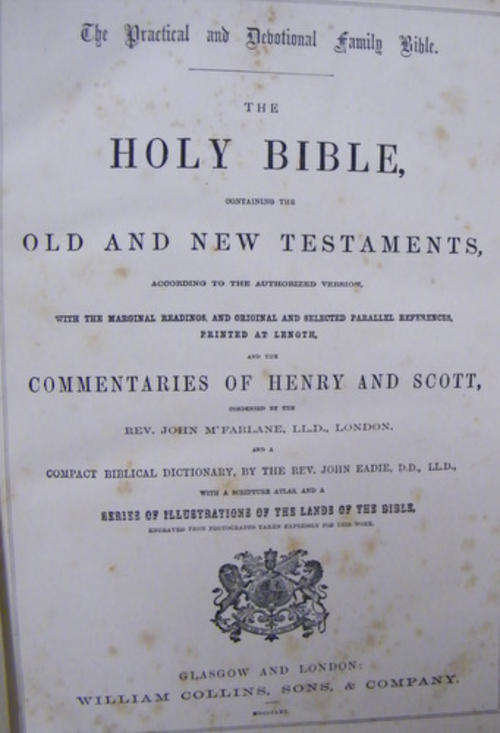 The Practical and Devotional Family Bible.
THE
HOLY BIBLE,
CONTAINING THE
OLD AND NEW TESTAMENTS,
ACCORDING TO THE AUTHORIZED VERSION,
WITH THE MARGINAL READINGS, AND ORIGINAL AND SELECTED PARALLEL REFERENCES,
PRINTED AT LENGTH,
AND THE
COMMENTARIES OF HENRY AND SCOTT,
CONDENSED BY THE
REV. JOHN M'FARLANE, LL.D., LONDON.
AND A
COMPACT BIBLICAL DICTIONARY, BY THE REV. JOHN EADIE, D.D., LL.D.,
WITH A SCRIPTURE ATLAS, AND A
SERIES OF ILLUSTRATIONS OF THE LANDS OF THE BIBLE,
ENGRAVED FROM PHOTOGRAPHS TAKEN EXPRESSLY FOR THIS WORK.
GLASGOW AND LONDON:
WILLIAM COLLINS, SONS, & COMPANY.